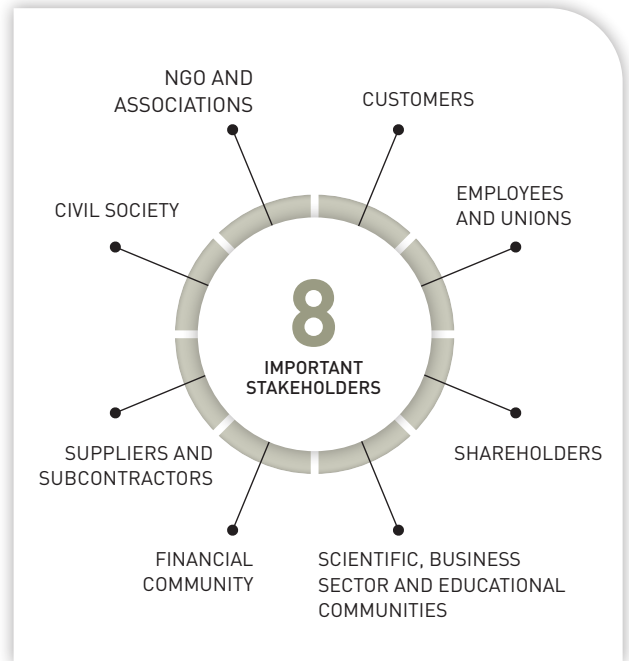 NGO AND
ASSOCIATIONS
CUSTOMERS
EMPLOYEES
AND UNIONS
CIVIL SOCIETY
8
IMPORTANT
STAKEHOLDERS
SHAREHOLDERS
SUPPLIERS AND
SUBCONTRACTORS
FINANCIAL
COMMUNITY
SCIENTIFIC, BUSINESS
SECTOR AND EDUCATIONAL
COMMUNITIES